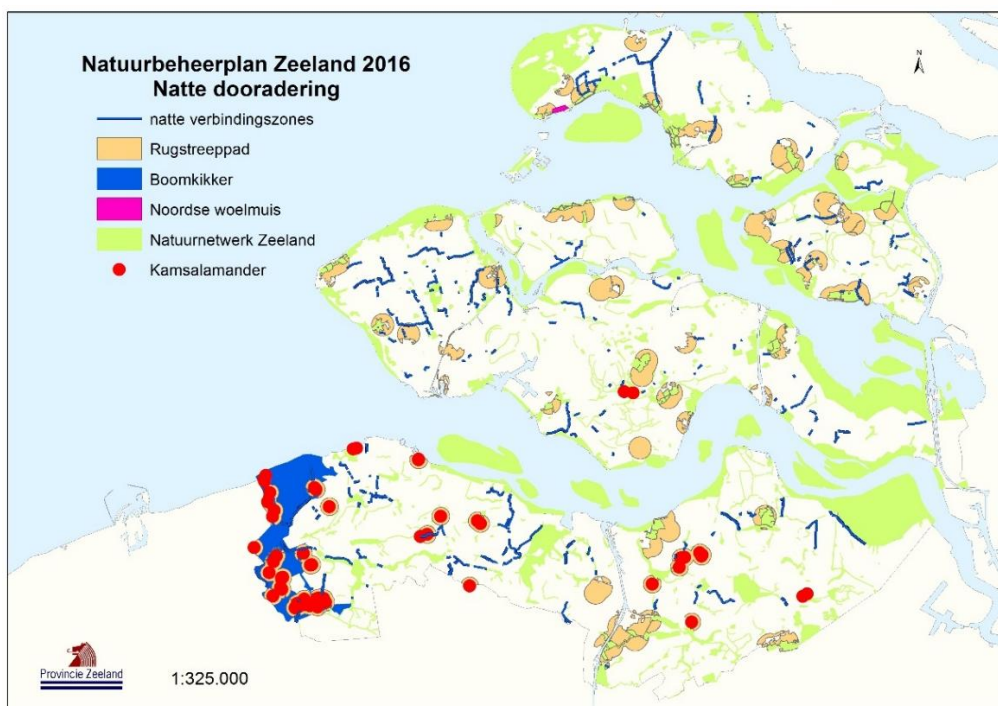 Natuurbeheerplan Zeeland 2016
Natte dooradering
natte verbindingszones
Rugstreeppad
Boomkikker
Noordse woelmuis
Natuurnetwerk Zeeland
Kamsalamander
N
Provincie Zeeland
1:325.000